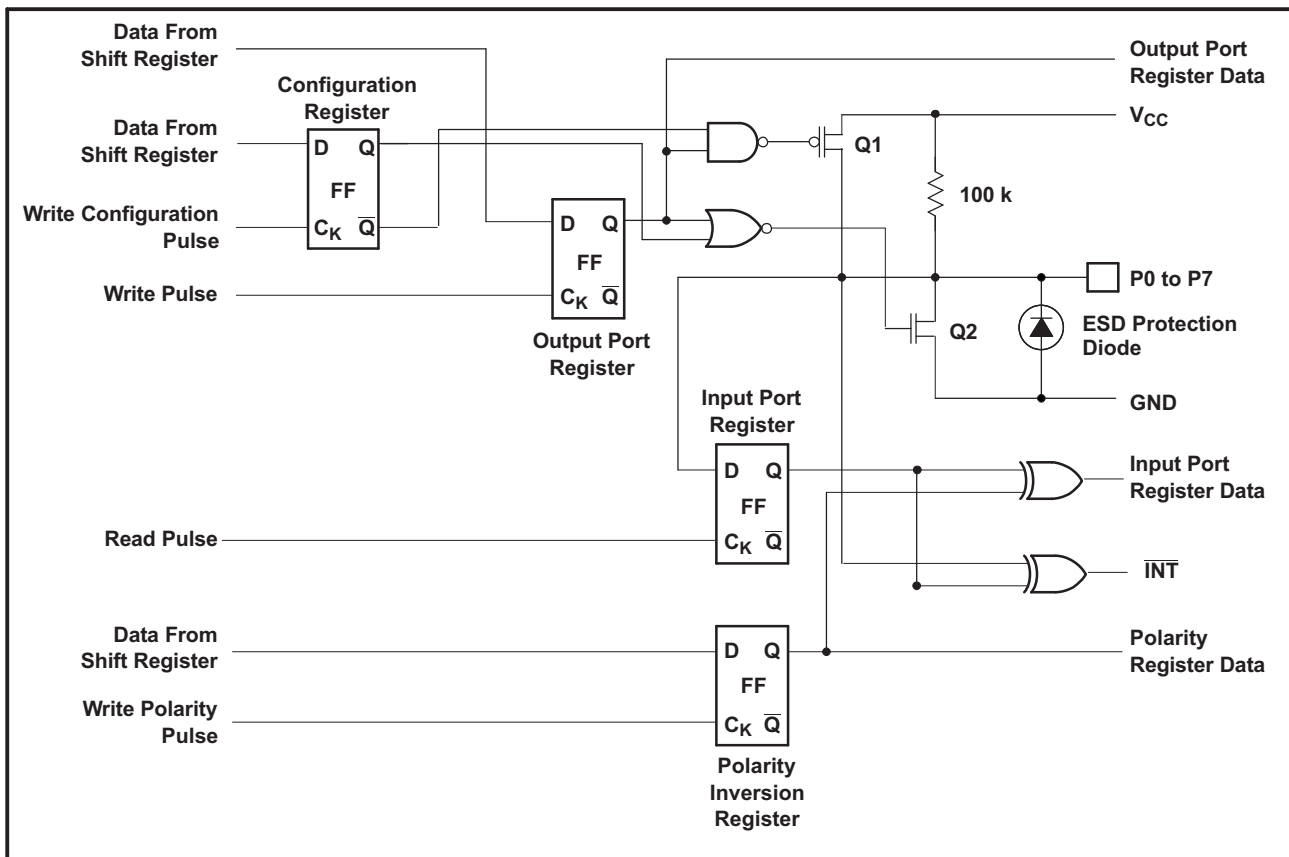 Data From
Shift Register
Output Port
Register Data
Configuration
Register
V_CC
Data From
Shift Register
D Q
Q1
FF
100 k
Write Configuration
Pulse
C_K Q̅
D Q
FF
P0 to P7
Write Pulse
C_K Q̅
Q2
ESD Protection
Diode
Output Port
Register
Input Port
Register
GND
D Q
Input Port
Register Data
FF
Read Pulse
C_K Q̅
I̅N̅T̅
Data From
Shift Register
D Q
Polarity
Register Data
FF
Write Polarity
Pulse
C_K Q̅
Polarity
Inversion
Register